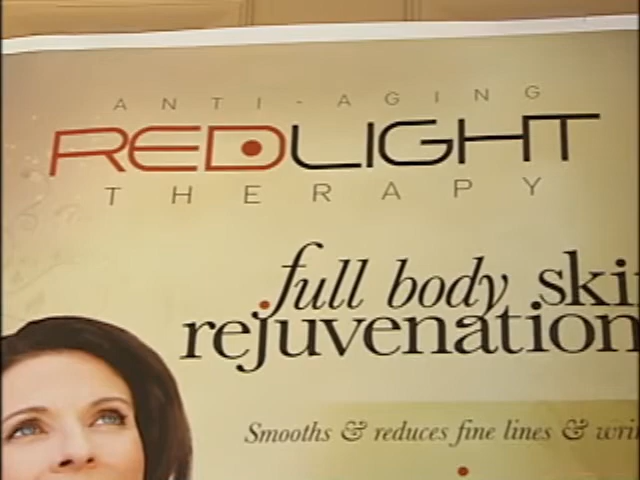 ANTI-AGING
REDLIGHT
THERAPY
full body
rejuvenation
Smooths & reduces fine lines &